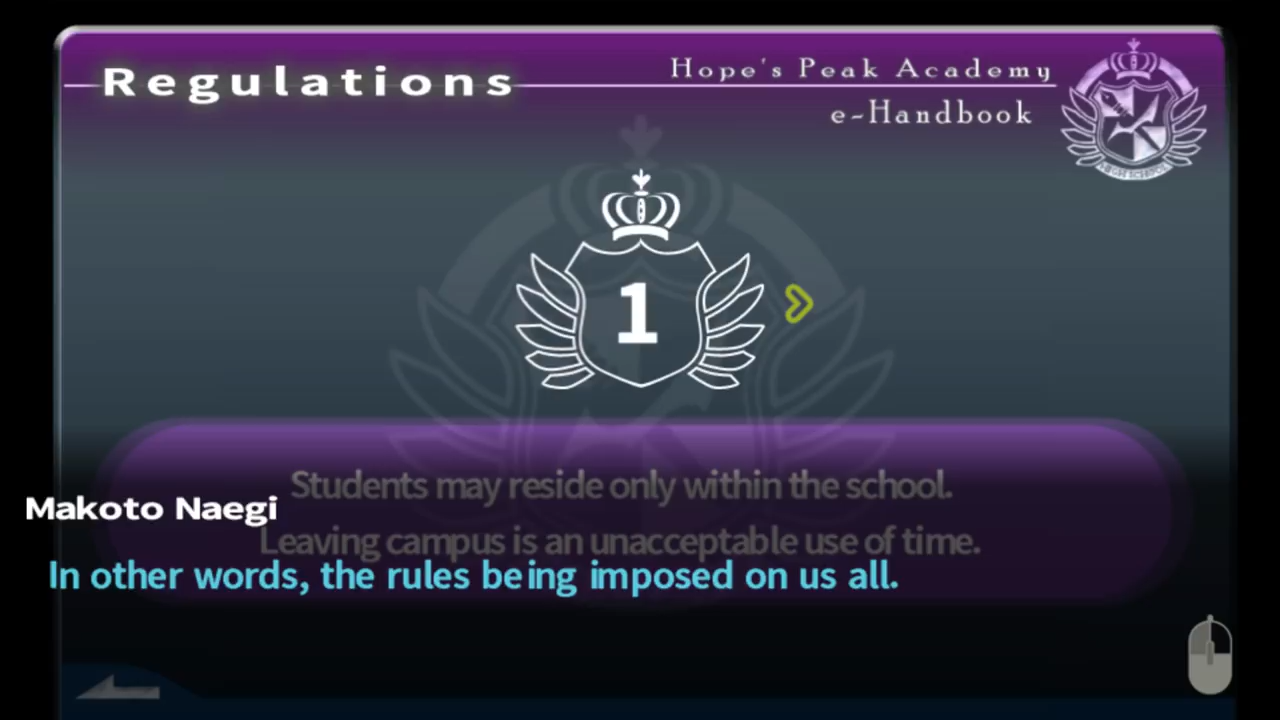 Regulations
Hope's Peak Academy
e-Handbook
1
Students may reside only within the school.
Leaving campus is an unacceptable use of time.
Makoto Naegi
In other words, the rules being imposed on us all.